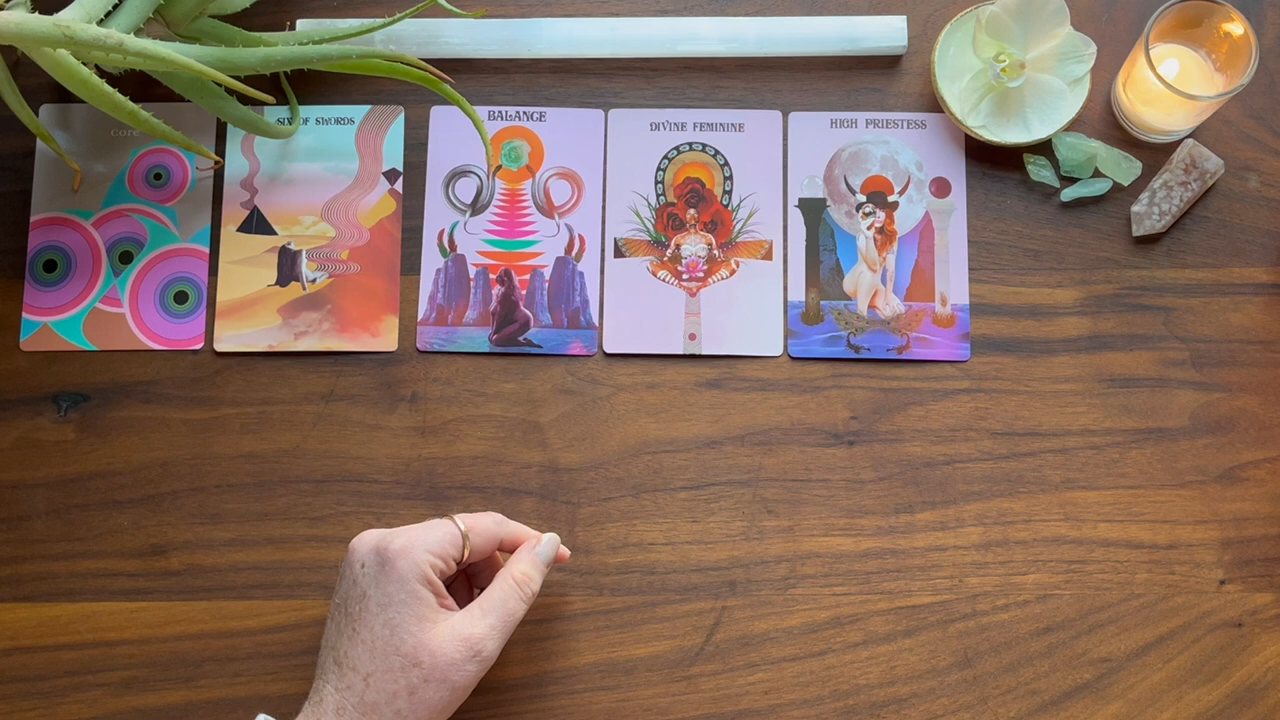 Core
SIX OF SWORDS
BALANCE
DIVINE FEMININE
HIGH PRIESTESS